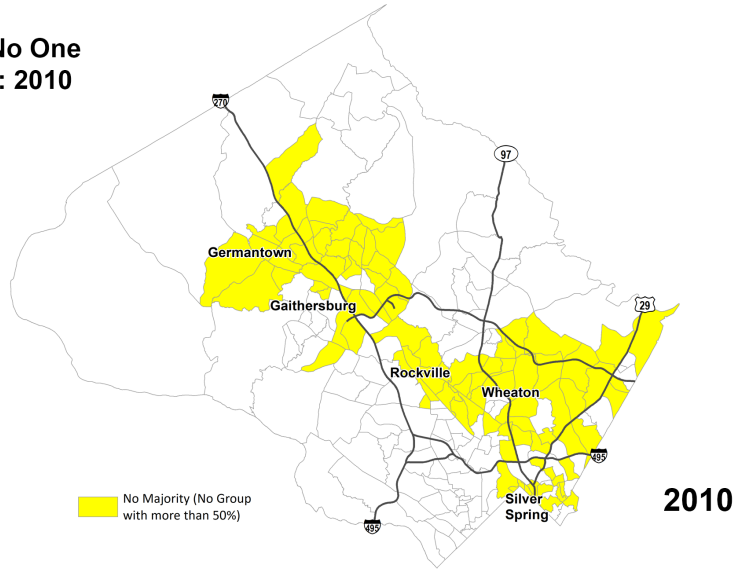 No One
: 2010
270
97
Germantown
Gaithersburg
29
Rockville
Wheaton
495
No Majority (No Group
with more than 50%)
Silver
Spring
2010
495